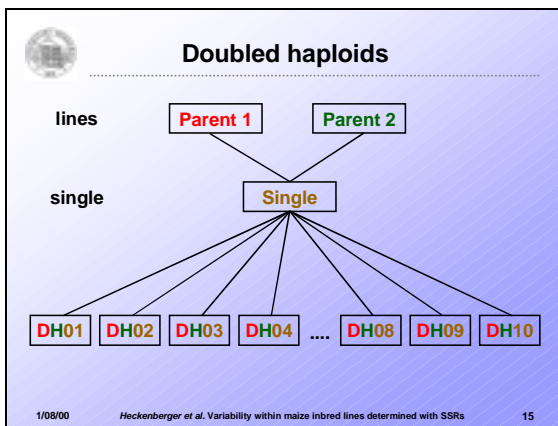 Doubled haploids
lines Parent 1 Parent 2
single Single
DH01 DH02 DH03 DH04 .... DH08 DH09 DH10
1/08/00 Heckenberger et al. Variability within maize inbred lines determined with SSRs 15